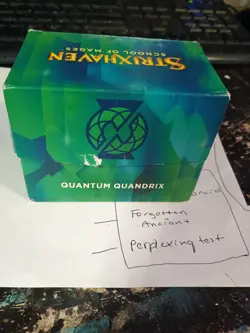 STRIXHAVEN
SCHOOL OF MAGES
QUANTUM QUANDRIX
Forgotten
Ancient
Perplexing test